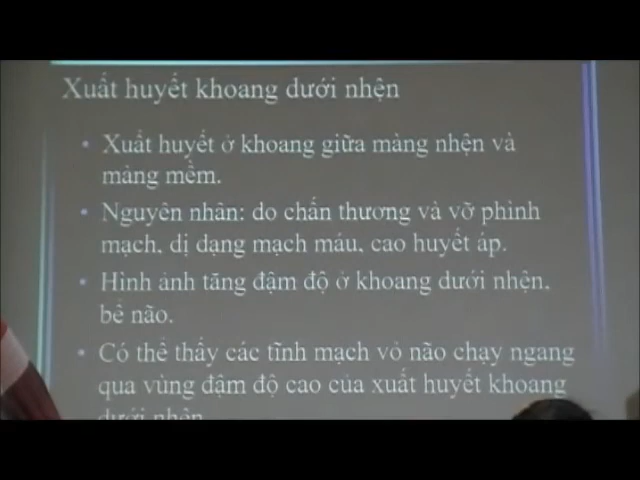 Xuất huyết khoang dưới nhện
• Xuất huyết ở khoang giữa màng nhện và
màng mềm.
• Nguyên nhân: do chấn thương và vỡ phình
mạch, dị dạng mạch máu, cao huyết áp.
• Hình ảnh tăng đậm độ ở khoang dưới nhện,
bể não.
• Có thể thấy các tĩnh mạch vỏ não chạy ngang
qua vùng đậm độ cao của xuất huyết khoang
dưới nhện